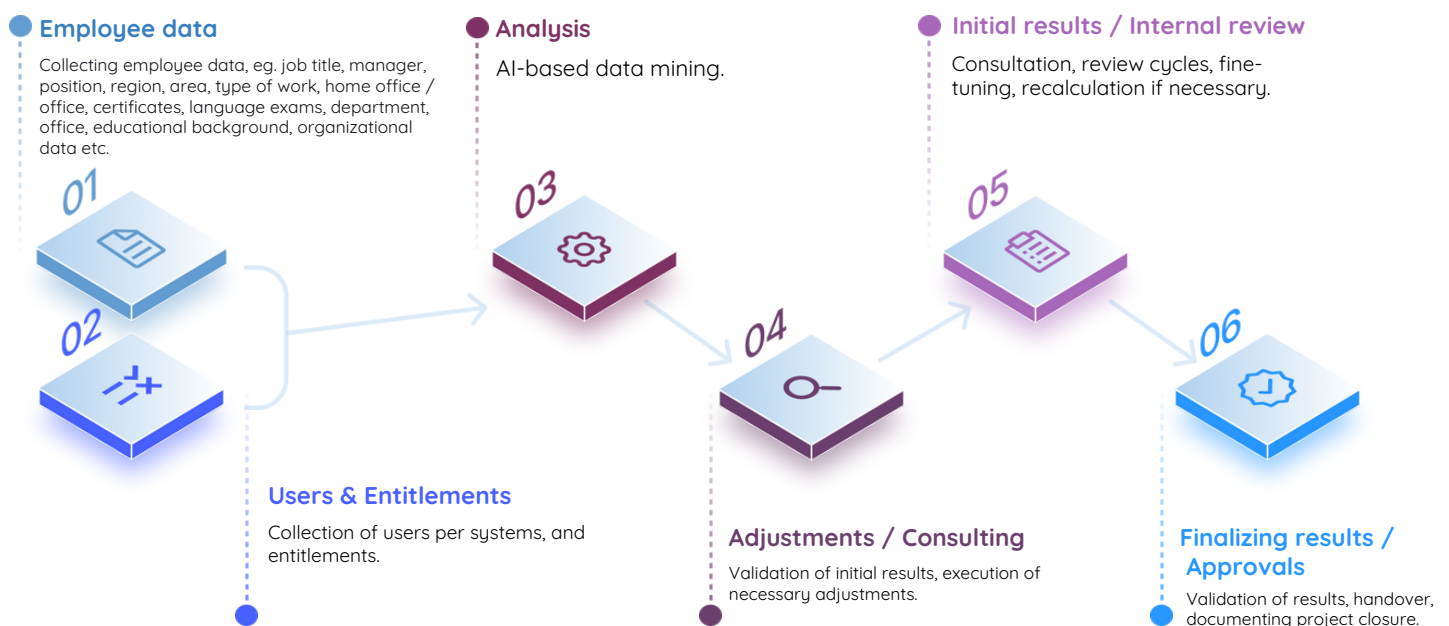 Employee data
Collecting employee data, eg. job title, manager,
position, region, area, type of work, home office /
office, certificates, language exams, department,
office, educational background, organizational
data etc.
01
02
Users & Entitlements
Collection of users per systems, and
entitlements.
Analysis
AI-based data mining.
03
04
Adjustments / Consulting
Validation of initial results, execution of
necessary adjustments.
Initial results / Internal review
Consultation, review cycles, fine-
tuning, recalculation if necessary.
05
06
Finalizing results /
Approvals
Validation of results, handover,
documenting project closure.